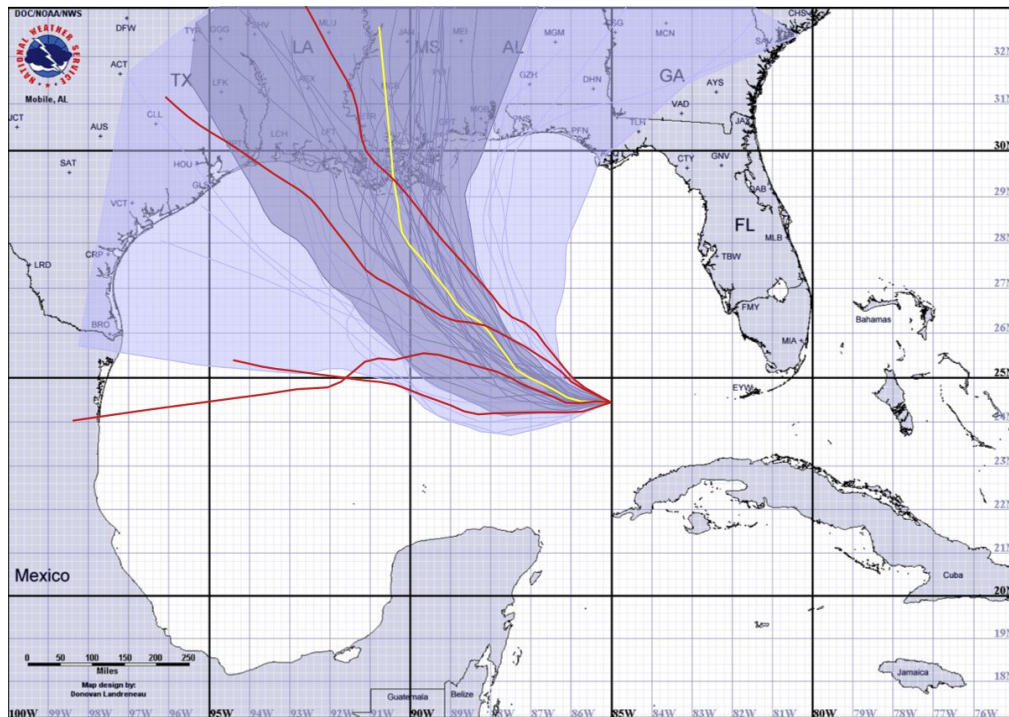 DOC/NOAA/NWS
NATIONAL WEATHER SERVICE
Mobile, AL
DFW
TYR
GGG
SHV
MLU
JAN
MEI
CSG
MCN
CHS
SAV
32N
ACT
LA
MS
AL
MGM
TX
LFK
AEX
MCB
PIB
GZH
DHN
GA
AYS
31N
JCT
AUS
CLL
BTR
MOB
GPT
PNS
PFN
VAD
TLH
JAX
LCH
LFT
30N
SAT
HOU
GLS
CTY
GNV
29N
VCT
DAB
FL
MLB
28N
LRD
CRP
TBW
27N
BRO
FMY
Bahamas
26N
MIA
25N
EYW
24N
23N
22N
21N
Mexico
Cuba
20N
19N
0 50 100 150 200 250
Miles
Map design by:
Donovan Landreneau
Jamaica
18N
Guatemala
Belize
100W 99W 98W 97W 96W 95W 94W 93W 92W 91W 90W 89W 88W 87W 86W 85W 84W 83W 82W 81W 80W 79W 78W 77W 76W